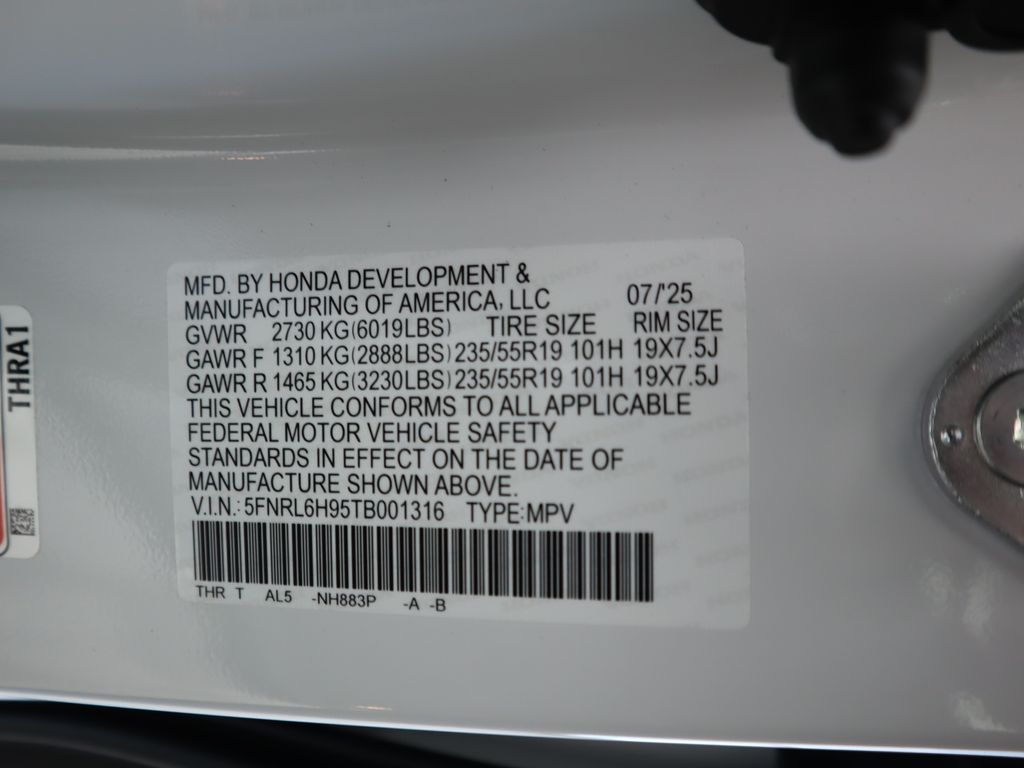 MFD. BY HONDA DEVELOPMENT &
MANUFACTURING OF AMERICA, LLC 07/'25
GVWR 2730 KG(6019LBS) TIRE SIZE RIM SIZE
GAWR F 1310 KG(2888LBS) 235/55R19 101H 19X7.5J
GAWR R 1465 KG(3230LBS) 235/55R19 101H 19X7.5J
THIS VEHICLE CONFORMS TO ALL APPLICABLE
FEDERAL MOTOR VEHICLE SAFETY
STANDARDS IN EFFECT ON THE DATE OF
MANUFACTURE SHOWN ABOVE.
V.I.N.: 5FNRL6H95TB001316 TYPE:MPV
THR T AL5 -NH883P -A -B
THRA1